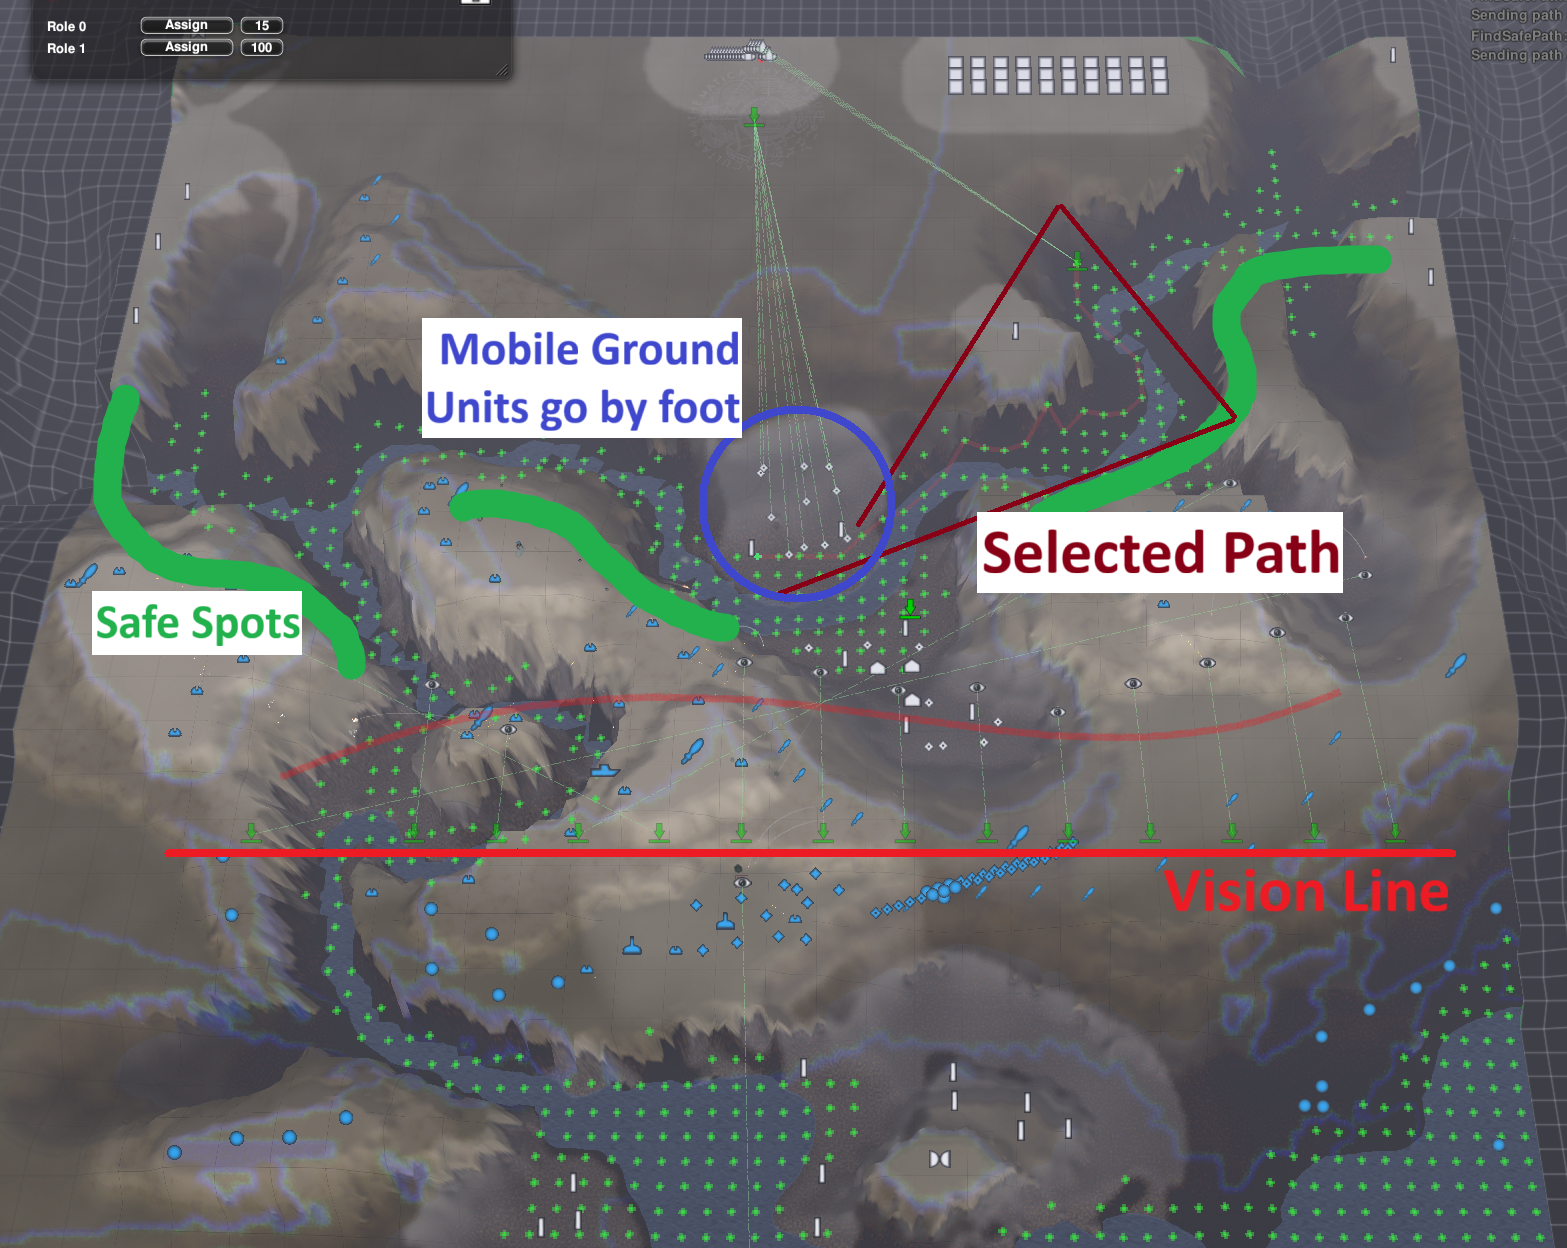 Role 0 Assign 15
Role 1 Assign 100
Sending path
FindSafePath:
Sending path
Mobile Ground
Units go by foot
Selected Path
Safe Spots
Vision Line